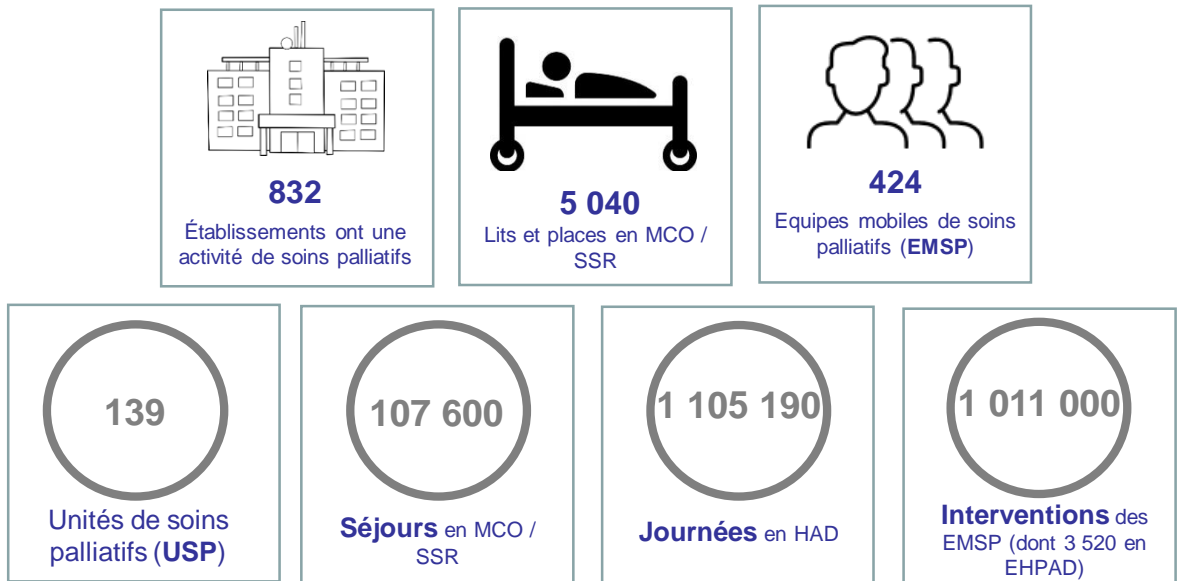 832
Établissements ont une
activité de soins palliatifs
5 040
Lits et places en MCO /
SSR
424
Equipes mobiles de soins
palliatifs (EMSP)
139
Unités de soins
palliatifs (USP)
107 600
Séjours en MCO /
SSR
1 105 190
Journées en HAD
1 011 000
Interventions des
EMSP (dont 3 520 en
EHPAD)